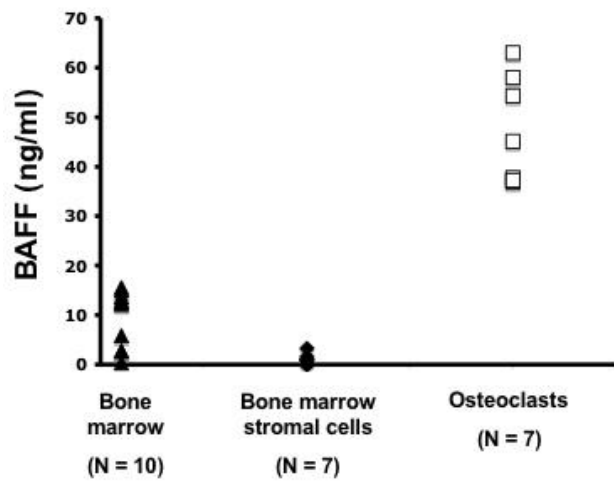 BAFF (ng/ml)
70
60
50
40
30
20
10
0
Bone
marrow
(N = 10)
Bone marrow
stromal cells
(N = 7)
Osteoclasts
(N = 7)